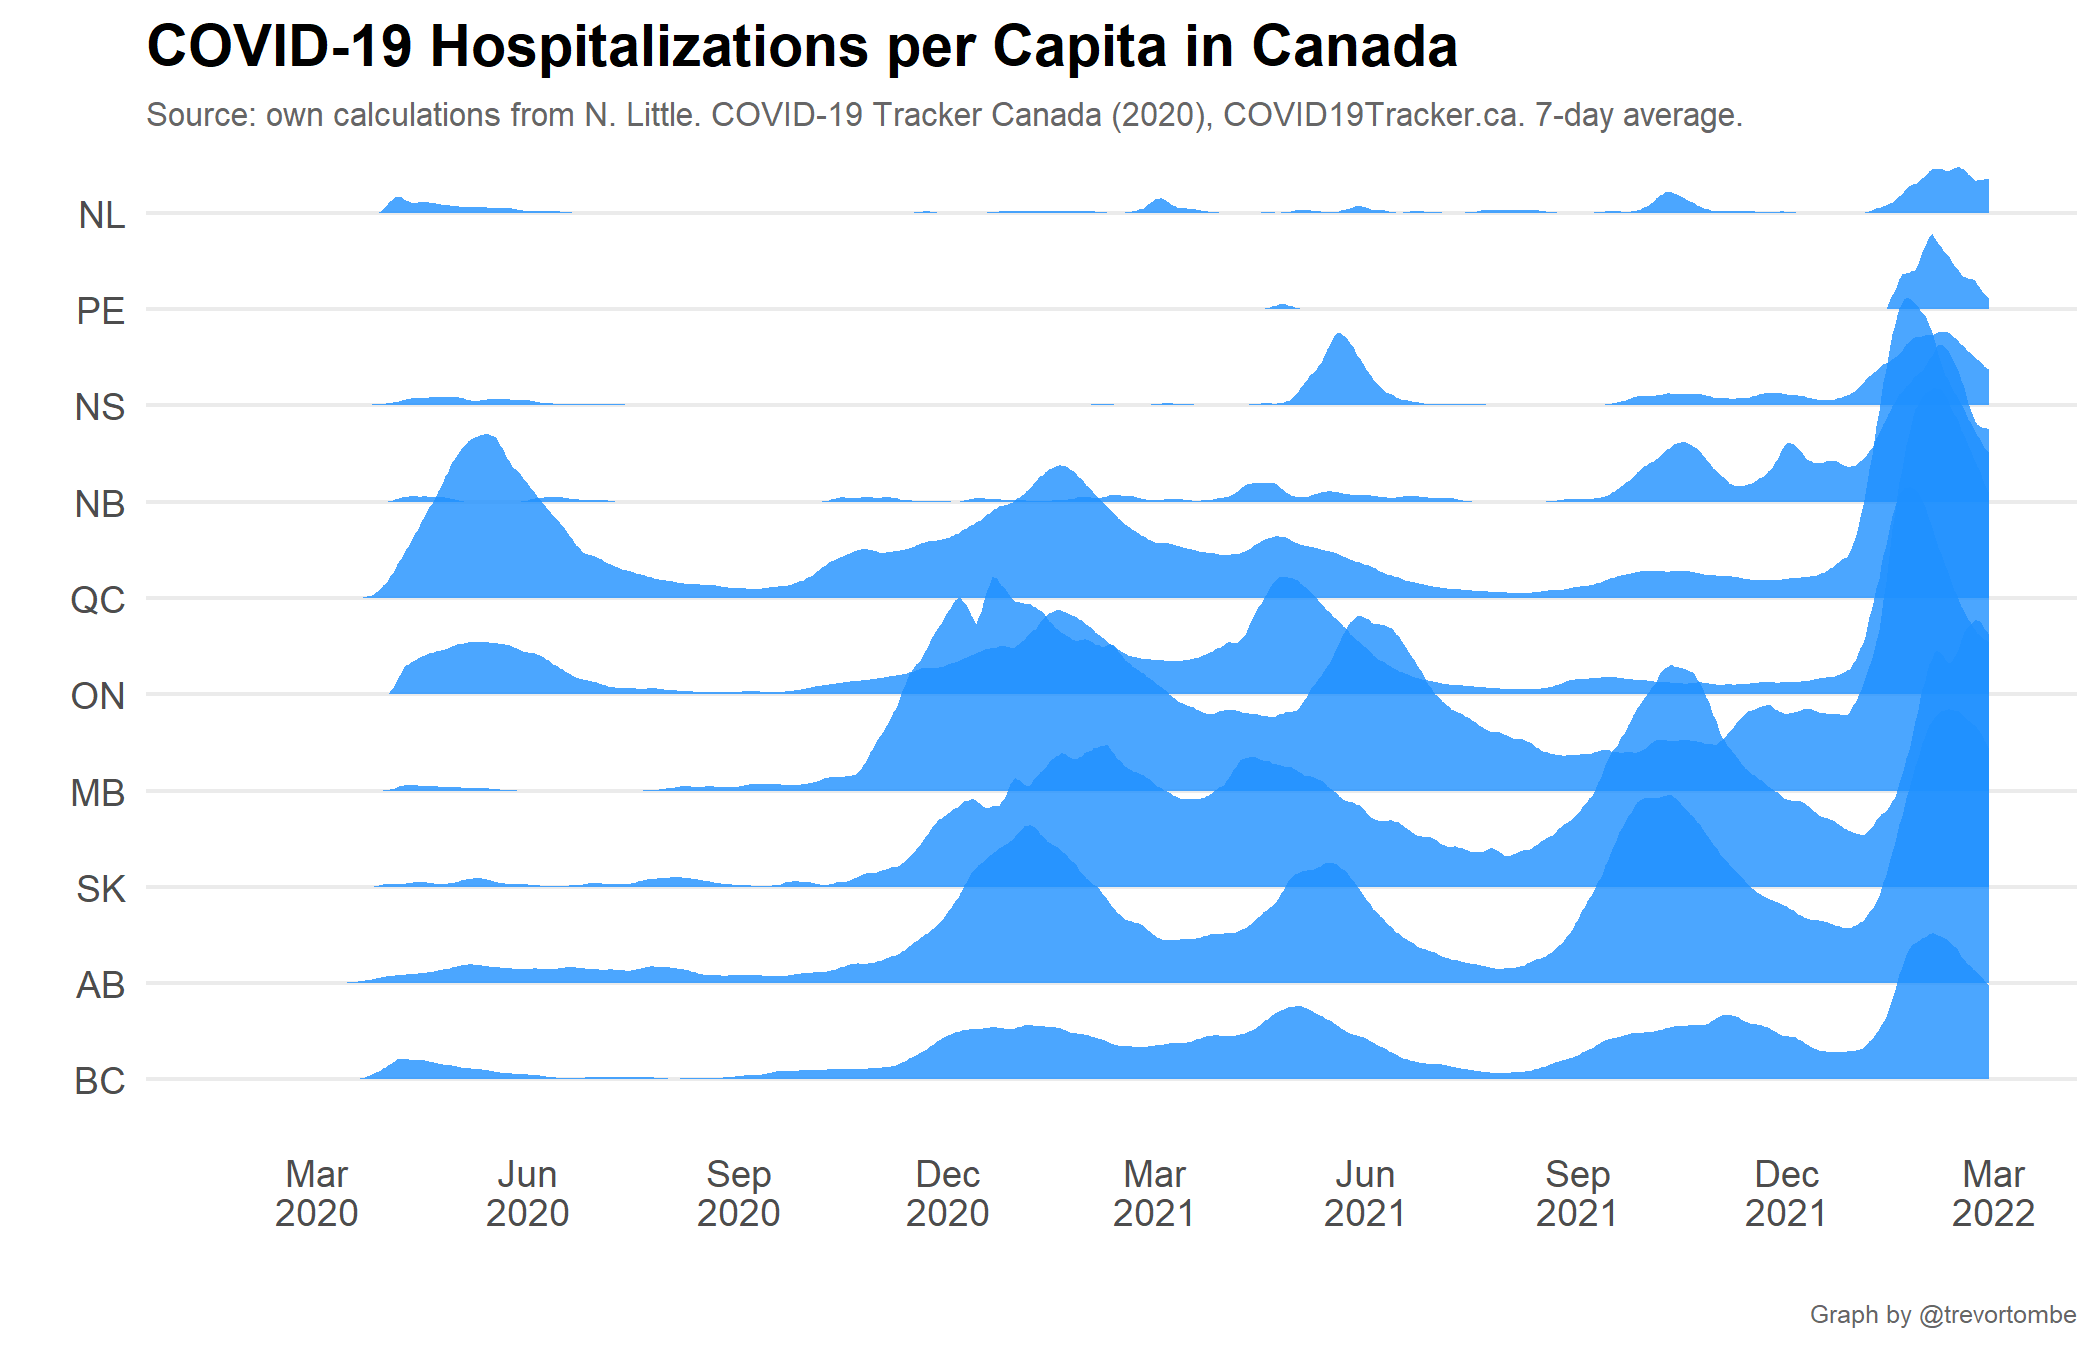 COVID-19 Hospitalizations per Capita in Canada
Source: own calculations from N. Little. COVID-19 Tracker Canada (2020), COVID19Tracker.ca. 7-day average.
NL
PE
NS
NB
QC
ON
MB
SK
AB
BC
Mar Jun Sep Dec Mar Jun Sep Dec Mar
2020 2020 2020 2020 2021 2021 2021 2021 2022
Graph by @trevortombe